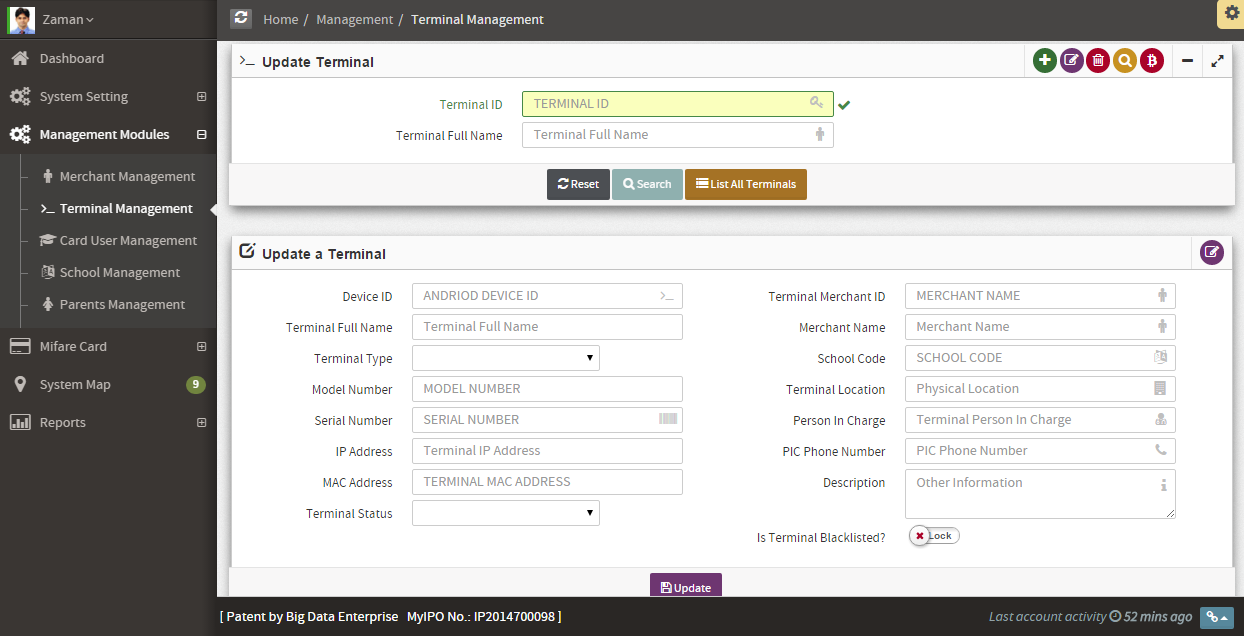 Zaman
Home / Management / Terminal Management
Dashboard
System Setting
Management Modules
Merchant Management
Terminal Management
Card User Management
School Management
Parents Management
Mifare Card
System Map 9
Reports
Update Terminal
Terminal ID TERMINAL ID
Terminal Full Name Terminal Full Name
Reset Search List All Terminals
Update a Terminal
Device ID ANDRIOD DEVICE ID
Terminal Full Name Terminal Full Name
Terminal Type
Model Number MODEL NUMBER
Serial Number SERIAL NUMBER
IP Address Terminal IP Address
MAC Address TERMINAL MAC ADDRESS
Terminal Status
Terminal Merchant ID MERCHANT NAME
Merchant Name Merchant Name
School Code SCHOOL CODE
Terminal Location Physical Location
Person In Charge Terminal Person In Charge
PIC Phone Number PIC Phone Number
Description Other Information
Is Terminal Blacklisted? Lock
Update
[ Patent by Big Data Enterprise MyIPO No.: IP2014700098 ]
Last account activity 52 mins ago